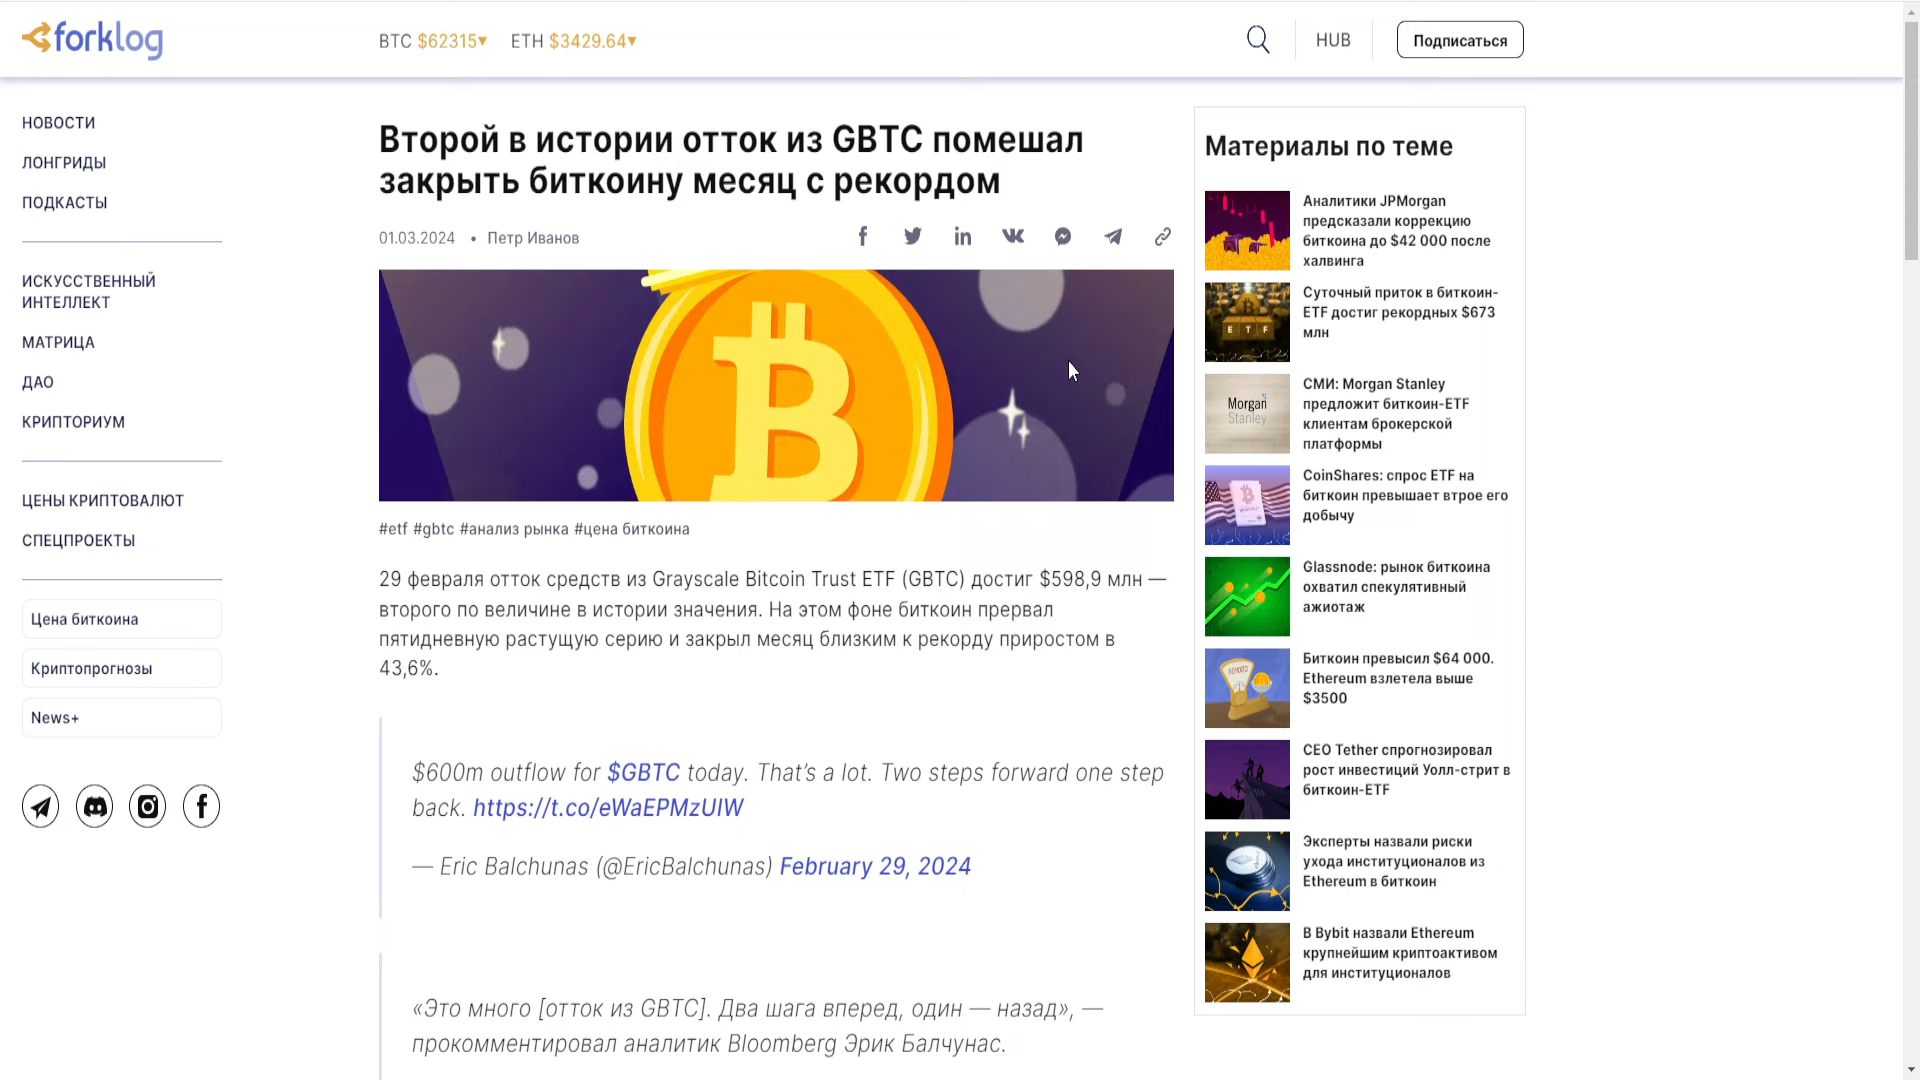 forklog
BTC $62315▾ ETH $3429.64▾
HUB
Подписаться
НОВОСТИ
ЛОНГРИДЫ
ПОДКАСТЫ
ИСКУССТВЕННЫЙ
ИНТЕЛЛЕКТ
МАТРИЦА
ДАО
КРИПТОРИУМ
ЦЕНЫ КРИПТОВАЛЮТ
СПЕЦПРОЕКТЫ
Цена биткоина
Криптопрогнозы
News+
Второй в истории отток из GBTC помешал
закрыть биткоину месяц с рекордом
01.03.2024 • Петр Иванов
#etf #gbtc #анализ рынка #цена биткоина
29 февраля отток средств из Grayscale Bitcoin Trust ETF (GBTC) достиг $598,9 млн —
второго по величине в истории значения. На этом фоне биткоин прервал
пятидневную растущую серию и закрыл месяц близким к рекорду приростом в
43,6%.
$600m outflow for $GBTC today. That's a lot. Two steps forward one step
back. https://t.co/eWaEPMzUIW
— Eric Balchunas (@EricBalchunas) February 29, 2024
«Это много [отток из GBTC]. Два шага вперед, один — назад», —
прокомментировал аналитик Bloomberg Эрик Балчунас.
Материалы по теме
Аналитики JPMorgan
предсказали коррекцию
биткоина до $42 000 после
халвинга
ETF
Суточный приток в биткоин-
ETF достиг рекордных $673
млн
Morgan
Stanley
СМИ: Morgan Stanley
предложит биткоин-ETF
клиентам брокерской
платформы
CoinShares: спрос ETF на
биткоин превышает втрое его
добычу
Glassnode: рынок биткоина
охватил спекулятивный
ажиотаж
Биткоин превысил $64 000.
Ethereum взлетела выше
$3500
CEO Tether спрогнозировал
рост инвестиций Уолл-стрит в
биткоин-ETF
Эксперты назвали риски
ухода институционалов из
Ethereum в биткоин
В Bybit назвали Ethereum
крупнейшим криптоактивом
для институционалов